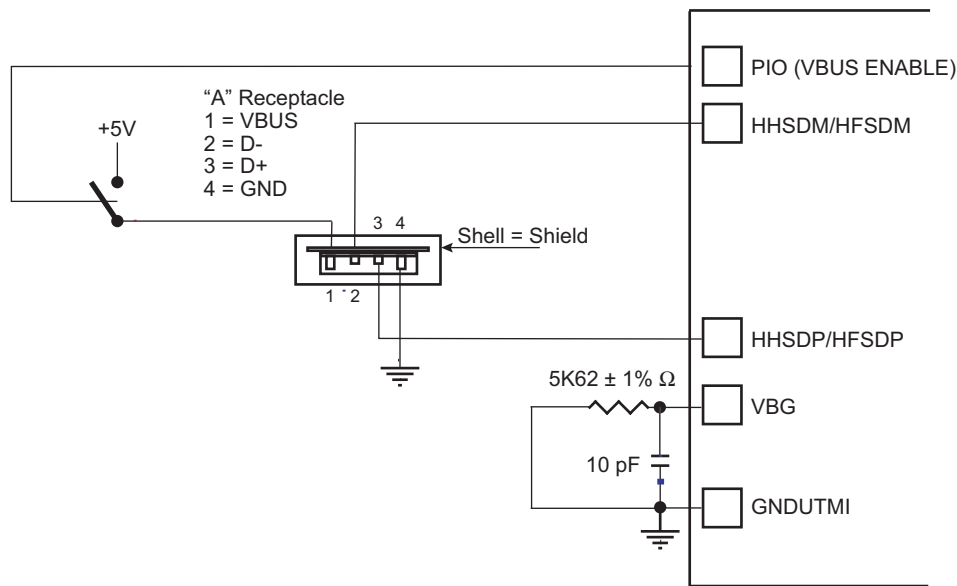 PIO (VBUS ENABLE)
"A" Receptacle
1 = VBUS
2 = D-
3 = D+
4 = GND
+5V
HHSDM/HFSDM
3 4
Shell = Shield
1 - 2
HHSDP/HFSDP
5K62 ± 1% Ω
VBG
10 pF
GNDUTMI